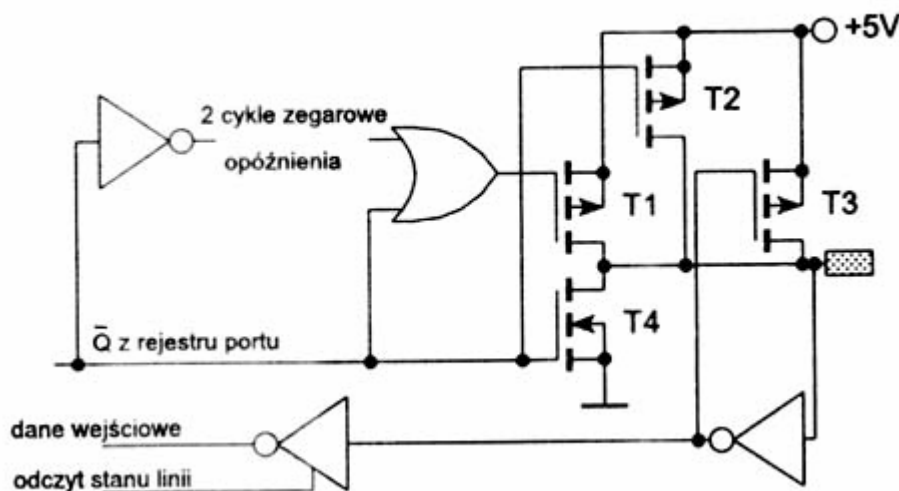 +5V
2 cykle zegarowe
opóźnienia
T2
T1
T3
T4
Q̄ z rejestru portu
dane wejściowe
odczyt stanu linii